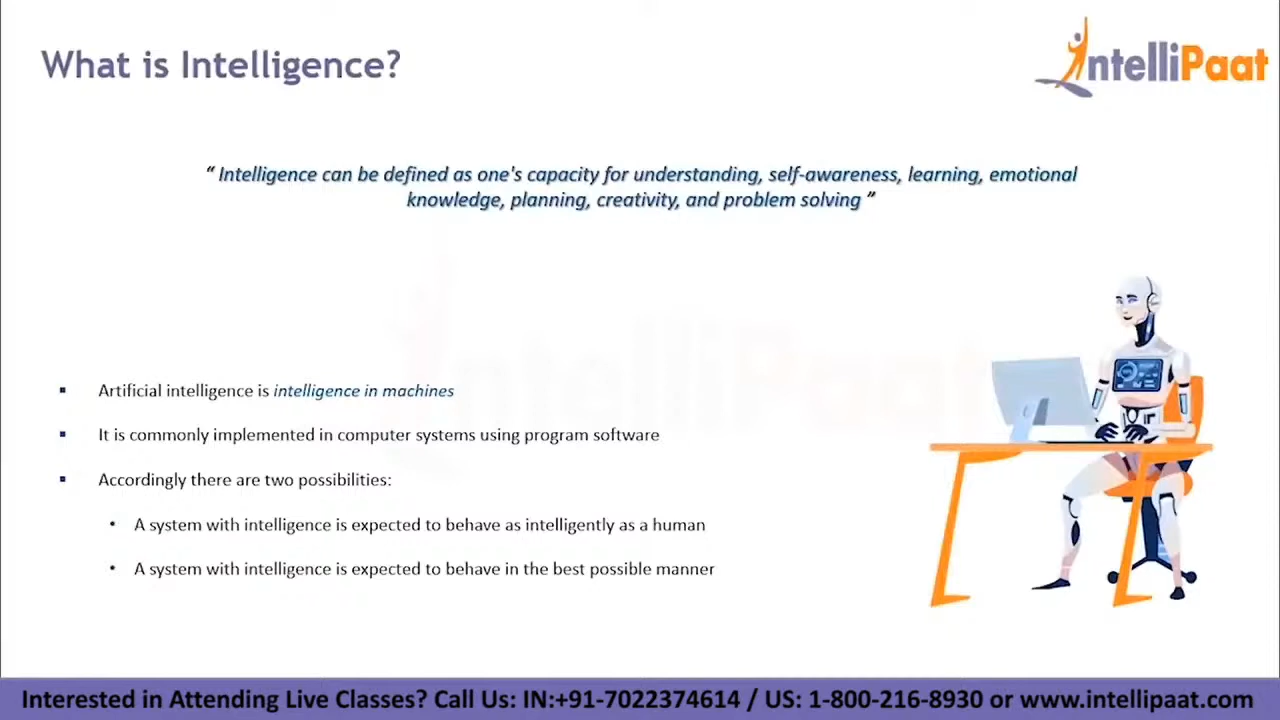 What is Intelligence?
IntelliPaat
“ Intelligence can be defined as one's capacity for understanding, self-awareness, learning, emotional
knowledge, planning, creativity, and problem solving ”
IntelliPaat
▪ Artificial intelligence is intelligence in machines
▪ It is commonly implemented in computer systems using program software
▪ Accordingly there are two possibilities:
• A system with intelligence is expected to behave as intelligently as a human
• A system with intelligence is expected to behave in the best possible manner
Interested in Attending Live Classes? Call Us: IN:+91-7022374614 / US: 1-800-216-8930 or www.intellipaat.com